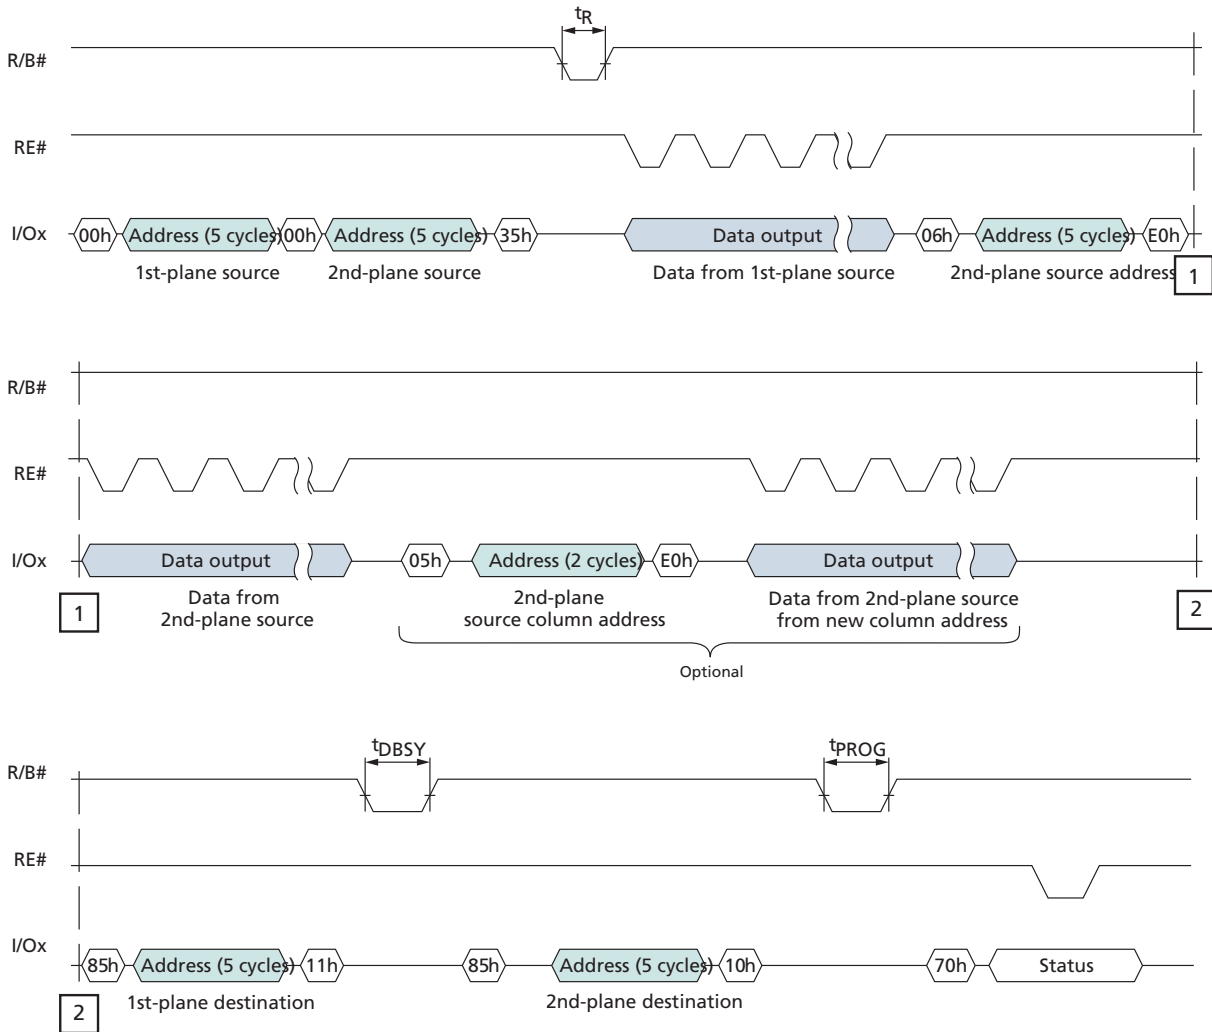 tR
R/B#
RE#
I/Ox
00h Address (5 cycles) 00h Address (5 cycles) 35h Data output 06h Address (5 cycles) E0h
1st-plane source 2nd-plane source Data from 1st-plane source 2nd-plane source address
1
R/B#
RE#
I/Ox
Data output 05h Address (2 cycles) E0h Data output
1
Data from
2nd-plane source
2nd-plane
source column address
Data from 2nd-plane source
from new column address
2
Optional
tDBSY tPROG
R/B#
RE#
I/Ox
85h Address (5 cycles) 11h 85h Address (5 cycles) 10h 70h Status
1st-plane destination 2nd-plane destination
2